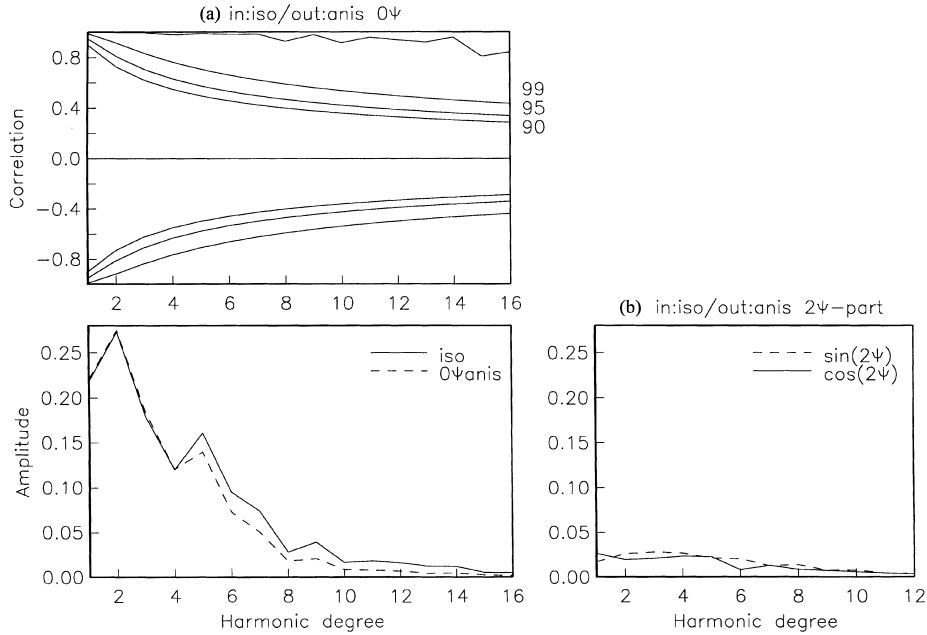 (a) in:iso/out:anis 0Ψ
Correlation
0.8
0.4
0.0
−0.4
−0.8
99
95
90
2 4 6 8 10 12 14 16
Amplitude
0.25
0.20
0.15
0.10
0.05
0.00
iso
0Ψanis
2 4 6 8 10 12 14 16
Harmonic degree
(b) in:iso/out:anis 2Ψ−part
0.25
0.20
0.15
0.10
0.05
0.00
sin(2Ψ)
cos(2Ψ)
2 4 6 8 10 12
Harmonic degree